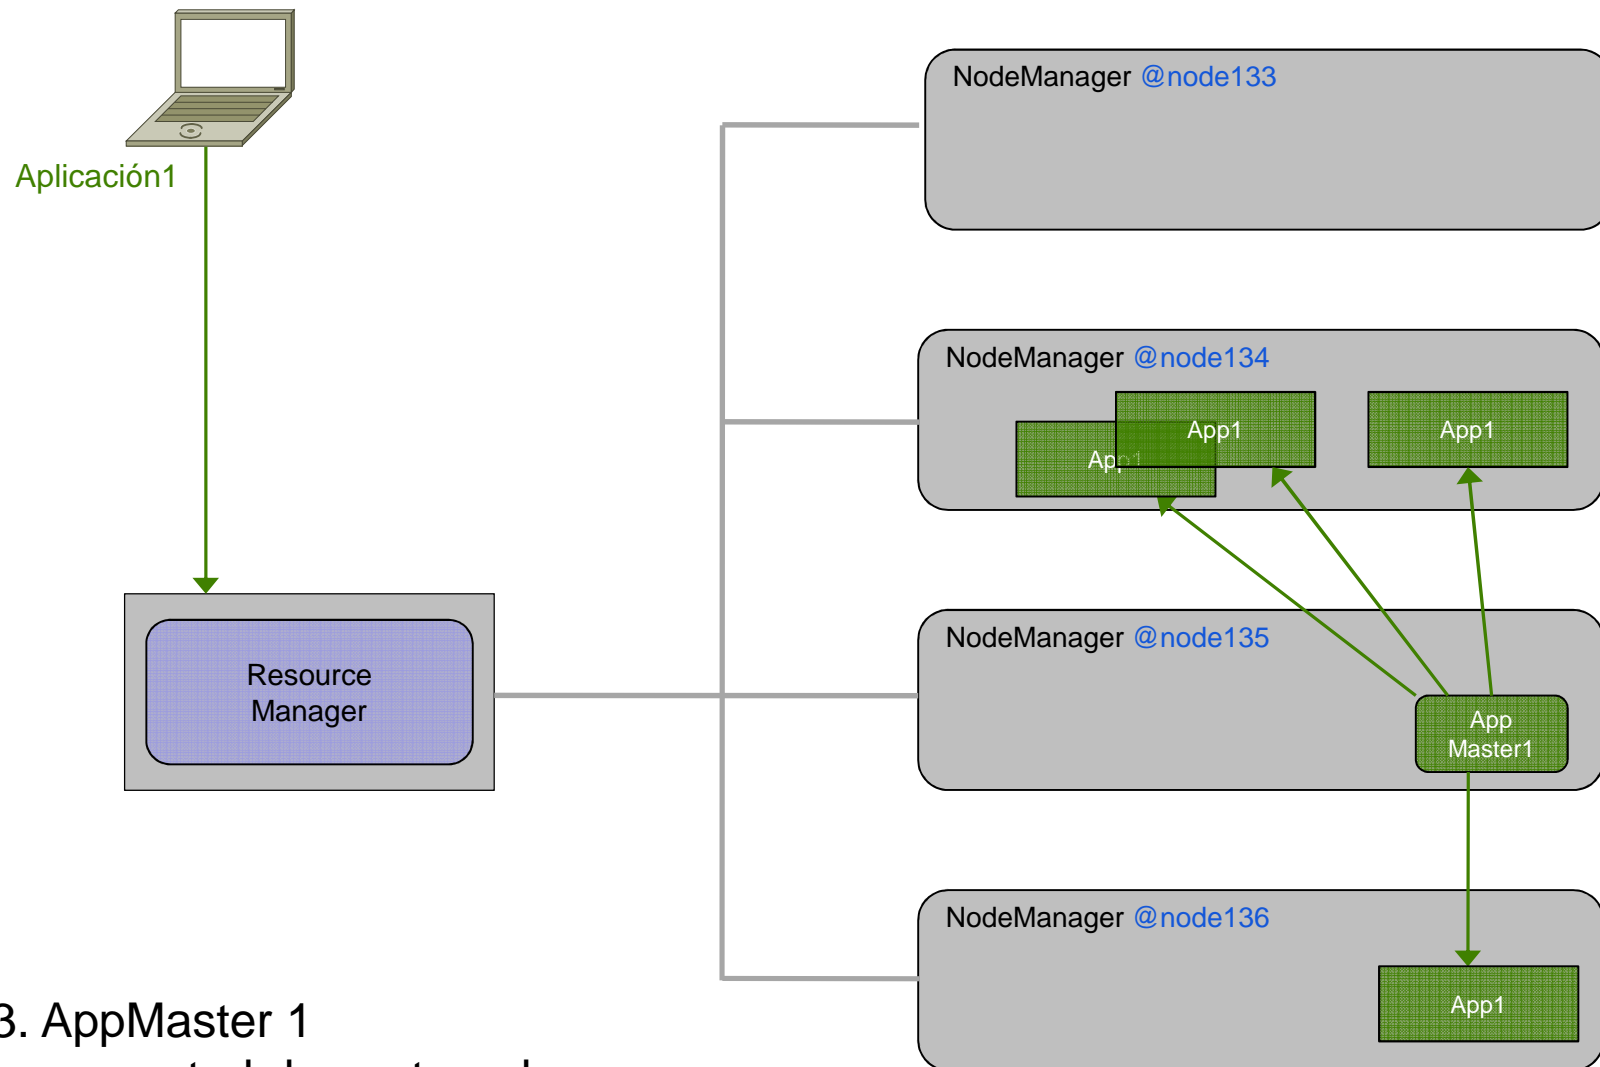 Aplicación1
NodeManager @node133
NodeManager @node134
App1
App1
App1
NodeManager @node135
Resource
Manager
App
Master1
NodeManager @node136
App1
3. AppMaster 1